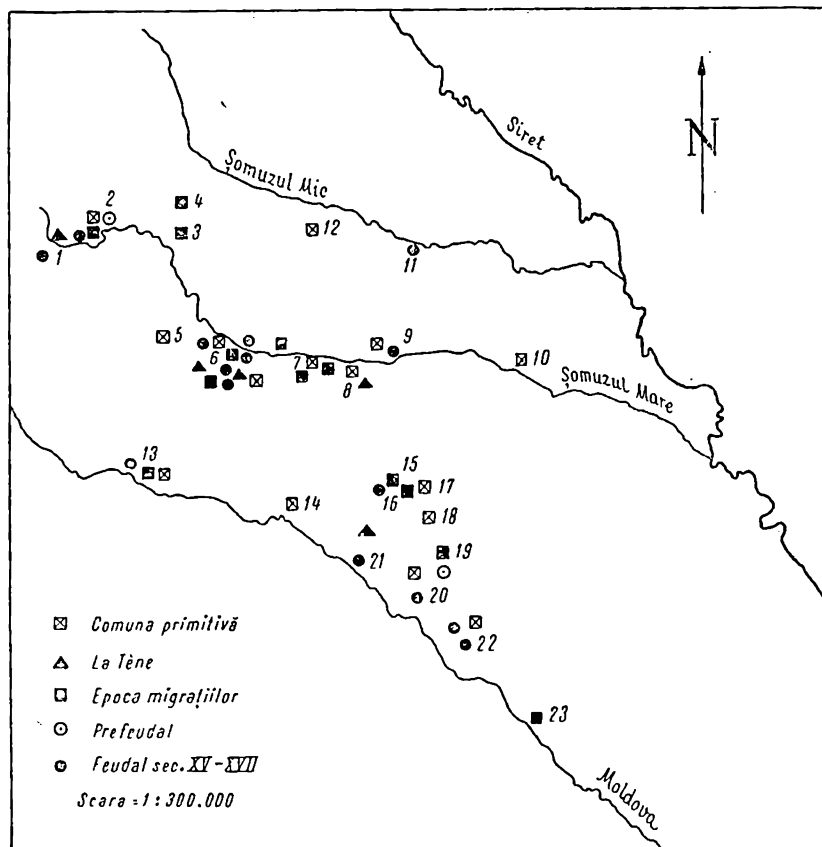 N
Siret
Șomuzul Mic
2
4
3
12
1
11
5
9
6
7
8
10
Șomuzul Mare
13
15
14
16
17
18
19
21
20
22
23
Comuna primitivă
La Tène
Epoca migrațiilor
Prefeudal
Feudal sec. XV-XVII
Scara = 1:300.000
Moldova